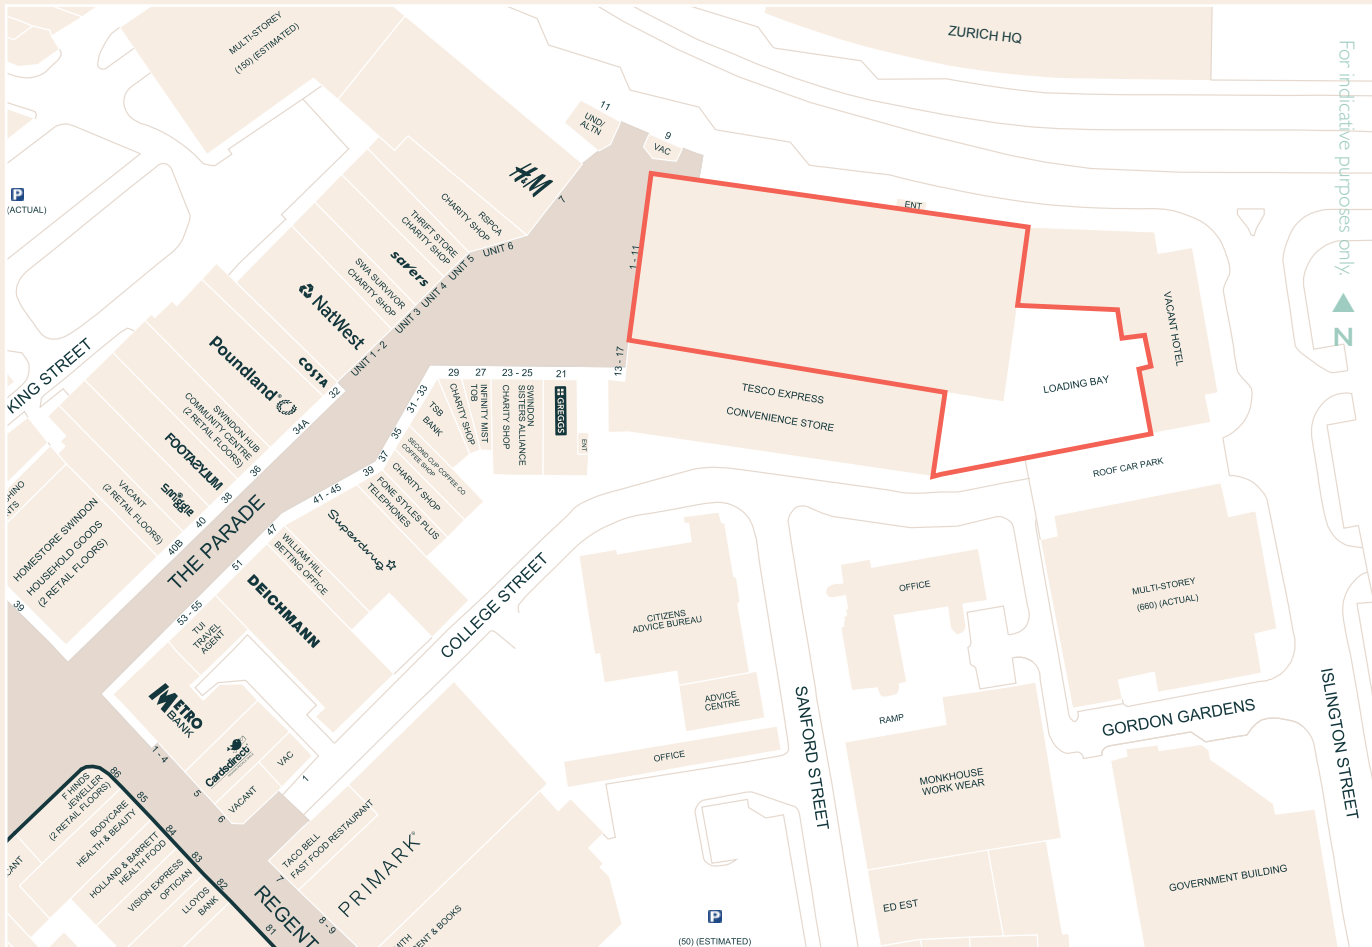 MULTI-STOREY
(150) (ESTIMATED)
ZURICH HQ
For indicative purposes only.
N
P
(ACTUAL)
11
UND/
ALTN
9
VAC
H&M
7
RSPCA
CHARITY SHOP
UNIT 6
THRIFT STORE
CHARITY SHOP
UNIT 5
savers
UNIT 4
SWA SURVIVOR
CHARITY SHOP
UNIT 3
NatWest
UNIT 1 - 2
COSTA
32
Poundland
34A
SWINDON HUB
COMMUNITY CENTRE
(2 RETAIL FLOORS)
36
FOOTASYLUM
38
Smiggle
40
VACANT
(2 RETAIL FLOORS)
40B
HOMESTORE SWINDON
HOUSEHOLD GOODS
(2 RETAIL FLOORS)
39
KING STREET
THE PARADE
ENT
1 - 11
13 - 17
TESCO EXPRESS
CONVENIENCE STORE
LOADING BAY
VACANT HOTEL
ROOF CAR PARK
29
27
23 - 25
21
CHARITY SHOP
INFINITY MIST
TOB
SWINDON
SISTERS ALLIANCE
CHARITY SHOP
GREGGS
ENT
31 - 33
TSB
BANK
35
SECOND CUP COFFEE CO
COFFEE SHOP
37
CHARITY SHOP
39
FONE STYLES PLUS
TELEPHONES
41 - 45
Superdrug
47
WILLIAM HILL
BETTING OFFICE
51
DEICHMANN
53 - 55
TUI
TRAVEL
AGENT
METRO
BANK
1 - 4
Cardsdirect
5
VACANT
6
VAC
1
COLLEGE STREET
CITIZENS
ADVICE BUREAU
ADVICE
CENTRE
OFFICE
OFFICE
RAMP
SANFORD STREET
MULTI-STOREY
(660) (ACTUAL)
GORDON GARDENS
ISLINGTON STREET
MONKHOUSE
WORK WEAR
GOVERNMENT BUILDING
ED EST
P
(50) (ESTIMATED)
F HINDS
JEWELLER
(2 RETAIL FLOORS)
86
BODYCARE
HEALTH & BEAUTY
85
HOLLAND & BARRETT
HEALTH FOOD
84
VISION EXPRESS
OPTICIAN
83
LLOYDS
BANK
82
81
CANT
TACO BELL
FAST FOOD RESTAURANT
7
PRIMARK
8 - 9
REGENT